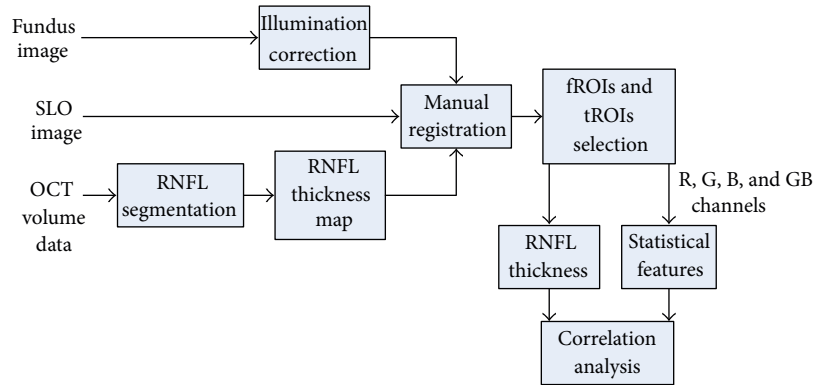 Fundus
image
Illumination
correction
SLO
image
Manual
registration
fROIs and
tROIs
selection
OCT
volume
data
RNFL
segmentation
RNFL
thickness
map
R, G, B, and GB
channels
RNFL
thickness
Statistical
features
Correlation
analysis